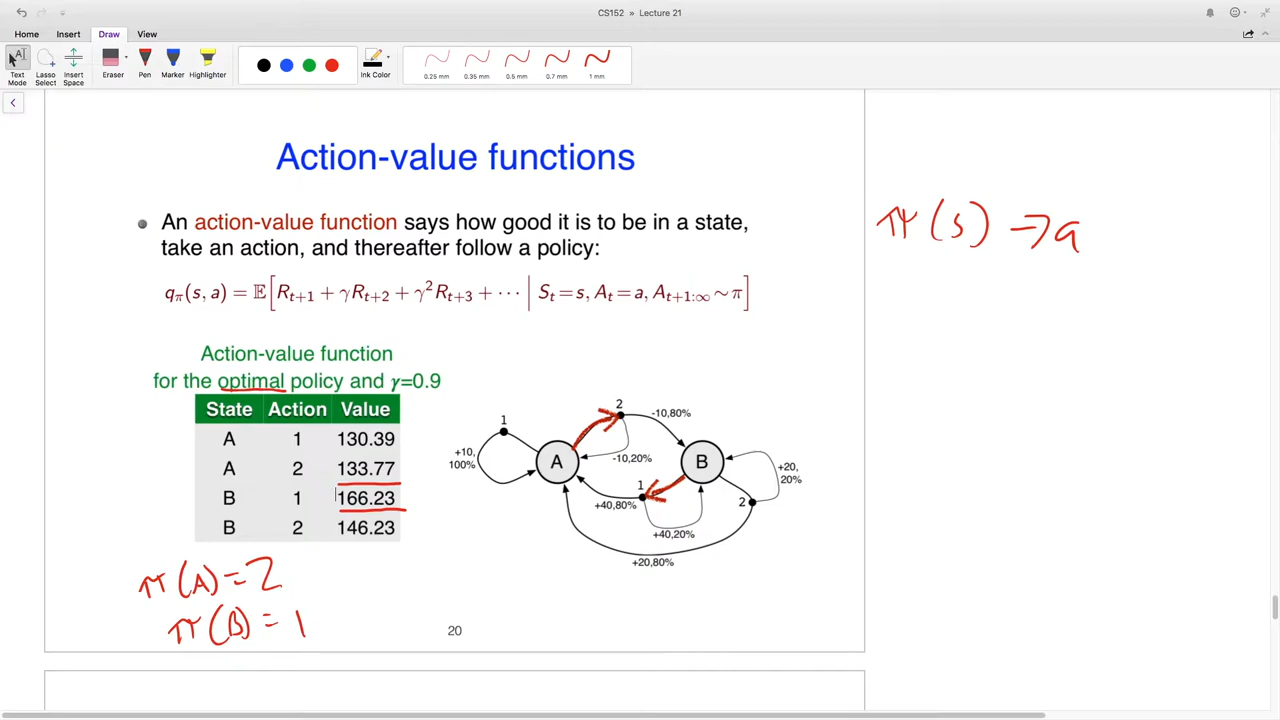 CS152 » Lecture 21
Home Insert Draw View
Text Mode
Lasso Select
Insert Space
Eraser
Pen
Marker
Highlighter
Ink Color
0.25 mm
0.35 mm
0.5 mm
0.7 mm
1 mm
Action-value functions
An action-value function says how good it is to be in a state,
take an action, and thereafter follow a policy:
qπ(s, a) = 𝔼[Rt+1 + γRt+2 + γ²Rt+3 + ··· | St=s, At=a, At+1:∞∼π]
π(s) → a
Action-value function
for the optimal policy and γ=0.9
State Action Value
A 1 130.39
A 2 133.77
B 1 166.23
B 2 146.23
1
+10,
100%
A
2
-10,80%
-10,20%
B
1
+40,80%
+40,20%
2
+20,
20%
+20,80%
π(A) = 2
π(B) = 1
20